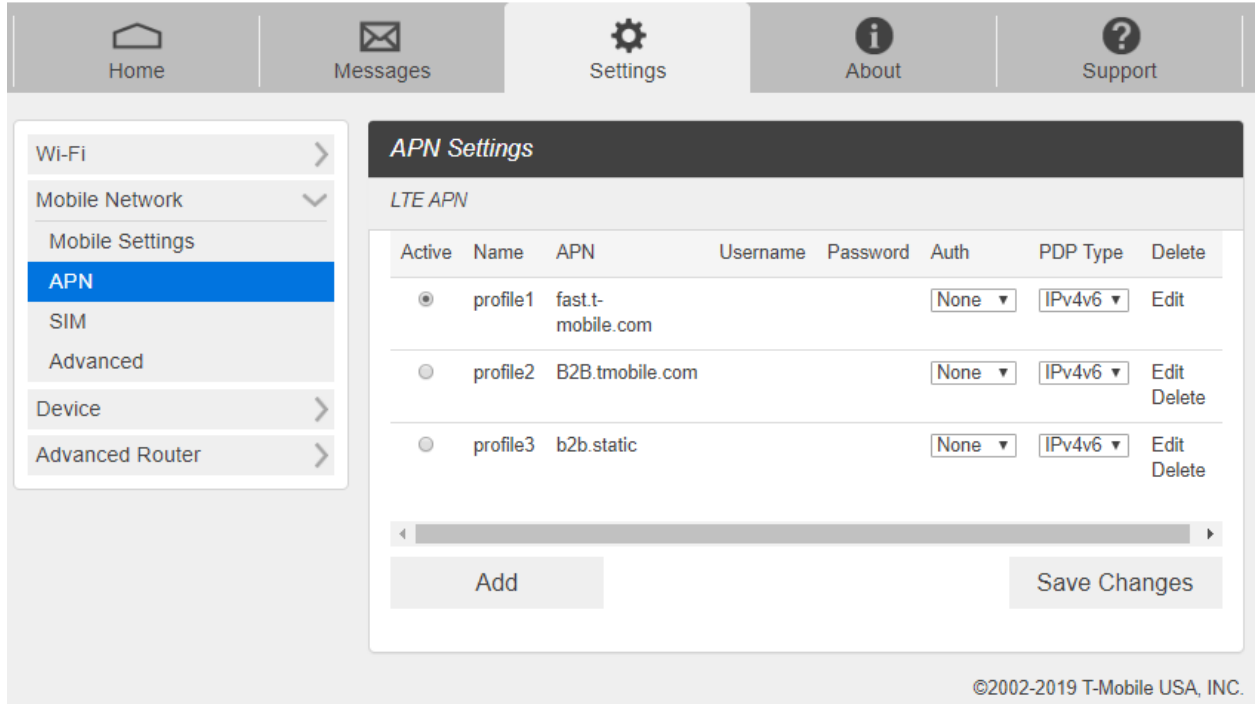 Home Messages Settings About Support
Wi-Fi
Mobile Network
Mobile Settings
APN
SIM
Advanced
Device
Advanced Router
APN Settings
LTE APN
Active Name APN Username Password Auth PDP Type Delete
profile1 fast.t- None IPv4v6 Edit
mobile.com
profile2 B2B.tmobile.com None IPv4v6 Edit
Delete
profile3 b2b.static None IPv4v6 Edit
Delete
Add Save Changes
©2002-2019 T-Mobile USA, INC.